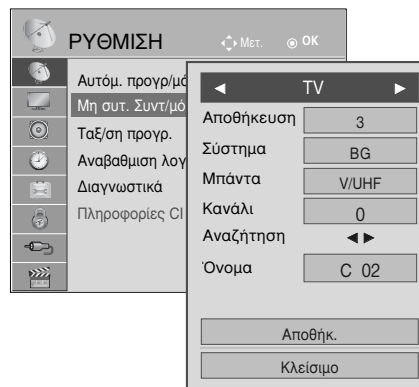 ΡΥΘΜΙΣΗ Μετ. OK
Αυτόμ. προγρ/μό
Μη συτ. Συντ/μό
Ταξ/ση προγρ.
Αναβαθμιση λογ
Διαγνωστικά
Πληροφορίες CI
◄ TV ►
Αποθήκευση 3
Σύστημα BG
Μπάντα V/UHF
Κανάλι 0
Αναζήτηση ◄►
Όνομα C 02
Αποθήκ.
Κλείσιμο